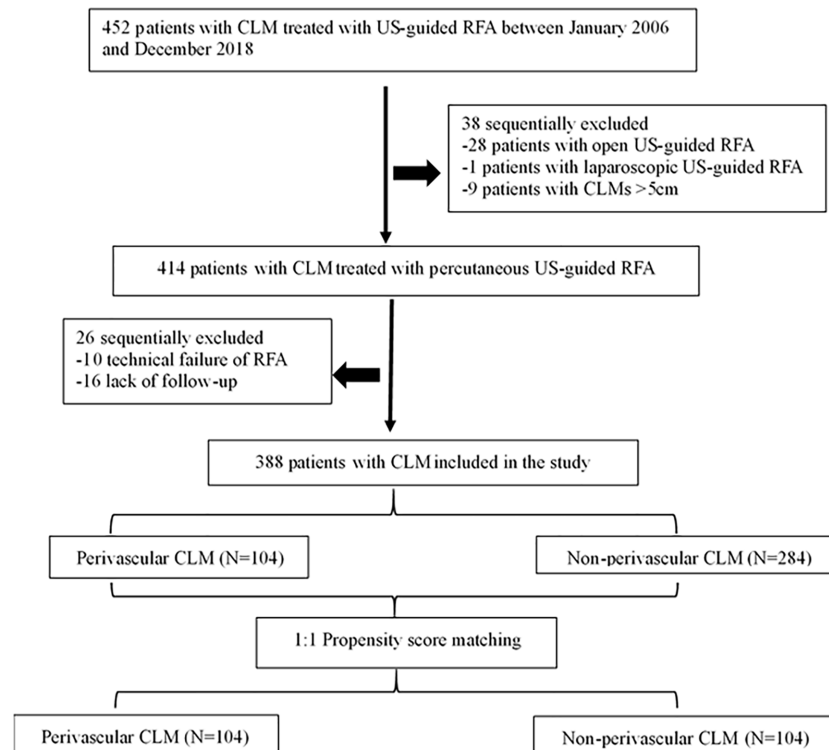 452 patients with CLM treated with US-guided RFA between January 2006
and December 2018
38 sequentially excluded
-28 patients with open US-guided RFA
-1 patients with laparoscopic US-guided RFA
-9 patients with CLMs >5cm
414 patients with CLM treated with percutaneous US-guided RFA
26 sequentially excluded
-10 technical failure of RFA
-16 lack of follow-up
388 patients with CLM included in the study
Perivascular CLM (N=104)
Non-perivascular CLM (N=284)
1:1 Propensity score matching
Perivascular CLM (N=104)
Non-perivascular CLM (N=104)